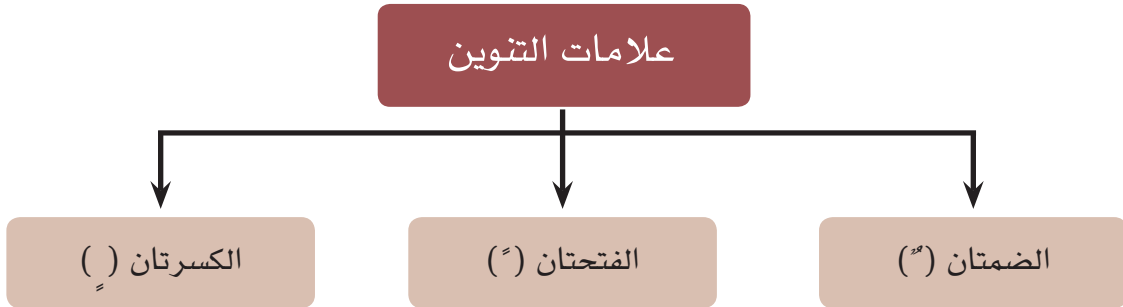 علامات التنوين
الضمتان (ٌ)
الفتحتان (ً)
الكسرتان (ٍ)